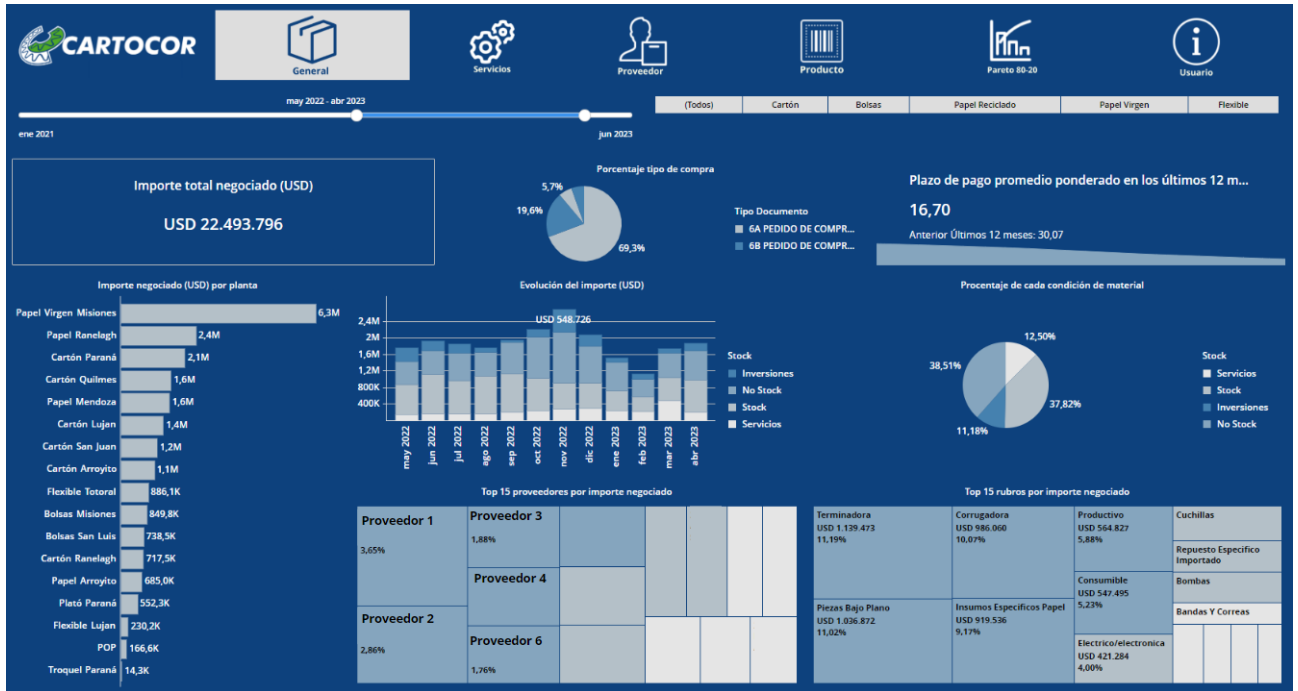 CARTOCOR
General
Servicios
Proveedor
Producto
Pareto 80-20
Usuario
may 2022 - abr 2023
ene 2021
jun 2023
(Todos)
Cartón
Bolsas
Papel Reciclado
Papel Virgen
Flexible
Importe total negociado (USD)
USD 22.493.796
Porcentaje tipo de compra
5,7%
19,6%
69,3%
Tipo Documento
6A PEDIDO DE COMPR...
6B PEDIDO DE COMPR...
Plazo de pago promedio ponderado en los últimos 12 m...
16,70
Anterior Últimos 12 meses: 30,07
Importe negociado (USD) por planta
Papel Virgen Misiones 6,3M
Papel Ranelagh 2,4M
Cartón Paraná 2,1M
Cartón Quilmes 1,6M
Papel Mendoza 1,6M
Cartón Lujan 1,4M
Cartón San Juan 1,2M
Cartón Arroyito 1,1M
Flexible Totoral 886,1K
Bolsas Misiones 849,8K
Bolsas San Luis 738,5K
Cartón Ranelagh 717,5K
Papel Arroyito 685,0K
Plató Paraná 552,3K
Flexible Lujan 230,2K
POP 166,6K
Troquel Paraná 14,3K
Evolución del importe (USD)
USD 548.726
2,4M
2M
1,6M
1,2M
800K
400K
may 2022
jun 2022
jul 2022
ago 2022
sep 2022
oct 2022
nov 2022
dic 2022
ene 2023
feb 2023
mar 2023
abr 2023
Stock
Inversiones
No Stock
Stock
Servicios
Procentaje de cada condición de material
12,50%
38,51%
37,82%
11,18%
Stock
Servicios
Stock
Inversiones
No Stock
Top 15 proveedores por importe negociado
Proveedor 1
3,65%
Proveedor 2
2,86%
Proveedor 3
1,88%
Proveedor 4
Proveedor 6
1,76%
Top 15 rubros por importe negociado
Terminadora
USD 1.139.473
11,19%
Piezas Bajo Plano
USD 1.036.872
11,02%
Corrugadora
USD 986.060
10,07%
Insumos Específicos Papel
USD 919.536
9,17%
Productivo
USD 564.827
5,88%
Consumible
USD 547.495
5,23%
Electrico/electronica
USD 421.284
4,00%
Cuchillas
Repuesto Especifico
Importado
Bombas
Bandas Y Correas